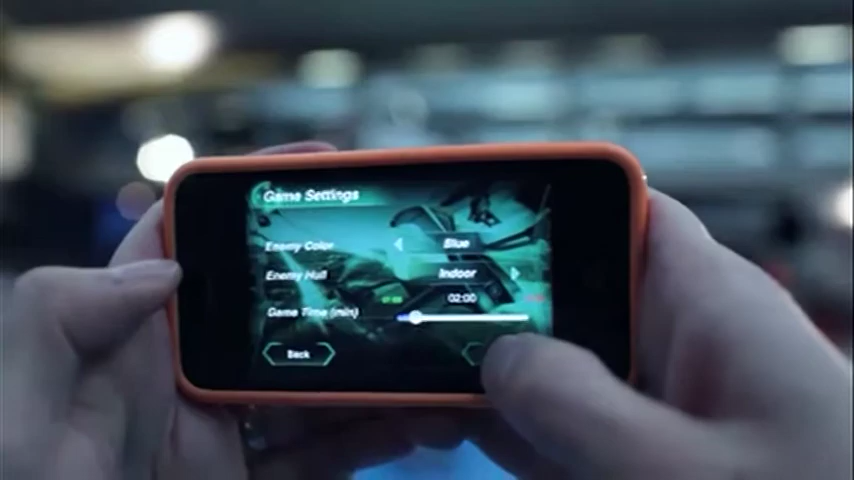 Game Settings
Enemy Color Blue
Enemy Hull Indoor
02:00
Game Time (min)
Back